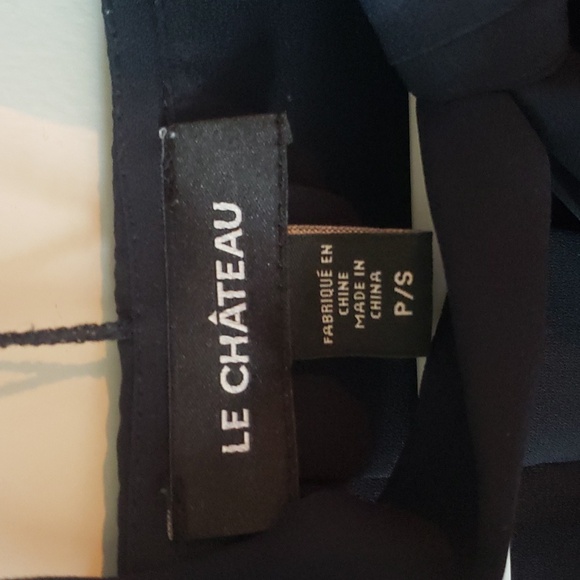 LE CHÂTEAU
FABRIQUÉ EN
CHINE
MADE IN
CHINA
P/S